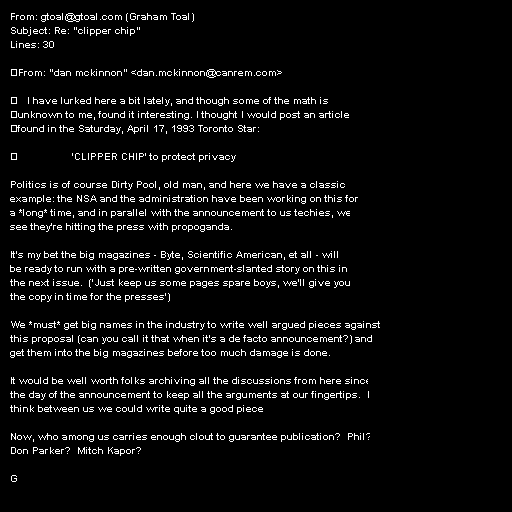 From: gtoal@gtoal.com (Graham Toal)
Subject: Re: "clipper chip"
Lines: 30

From: "dan mckinnon" <dan.mckinnon@canrem.com>

I have lurked here a bit lately, and though some of the math is
unknown to me, found it interesting. I thought I would post an article
found in the Saturday, April 17, 1993 Toronto Star:

'CLIPPER CHIP' to protect privacy

Politics is of course Dirty Pool, old man, and here we have a classic
example: the NSA and the administration have been working on this for
a *long* time, and in parallel with the announcement to us techies, we
see they're hitting the press with propoganda.

It's my bet the big magazines - Byte, Scientific American, et all - will
be ready to run with a pre-written government-slanted story on this in
the next issue.  ('Just keep us some pages spare boys, we'll give you
the copy in time for the presses')

We *must* get big names in the industry to write well argued pieces against
this proposal (can you call it that when it's a de facto announcement?) and
get them into the big magazines before too much damage is done.

It would be well worth folks archiving all the discussions from here since
the day of the announcement to keep all the arguments at our fingertips.  I
think between us we could write quite a good piece

Now, who among us carries enough clout to guarantee publication?  Phil?
Don Parker?  Mitch Kapor?

G